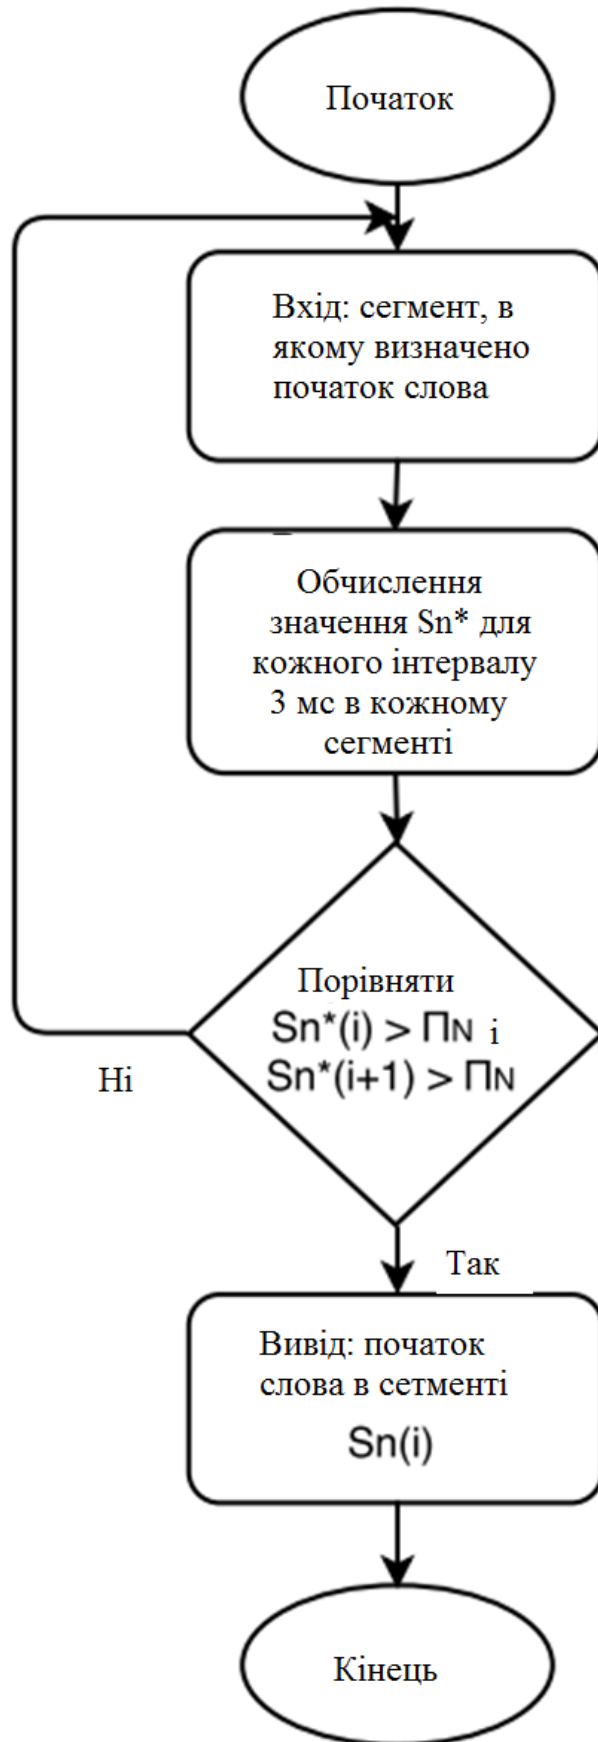 Початок
Вхід: сегмент, в
якому визначено
початок слова
Обчислення
значення Sn* для
кожного інтервалу
3 мс в кожному
сегменті
Порівняти
Sn*(i) > ПN і
Sn*(i+1) > ПN
Ні
Так
Вивід: початок
слова в сетменті
Sn(i)
Кінець